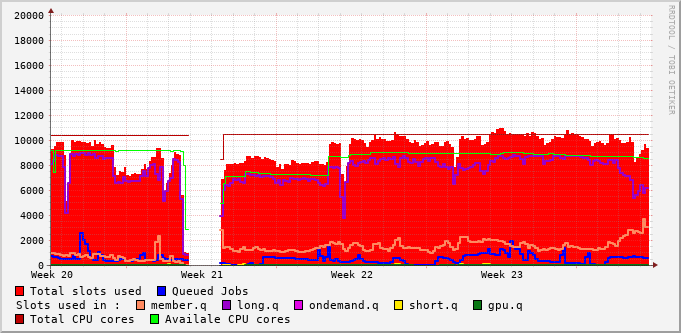 20000
18000
16000
14000
12000
10000
8000
6000
4000
2000
0
Week 20 Week 21 Week 22 Week 23
Total slots used Queued Jobs
Slots used in : member.q long.q ondemand.q short.q gpu.q
Total CPU cores Availale CPU cores
RRDTOOL / TOBI OETIKER